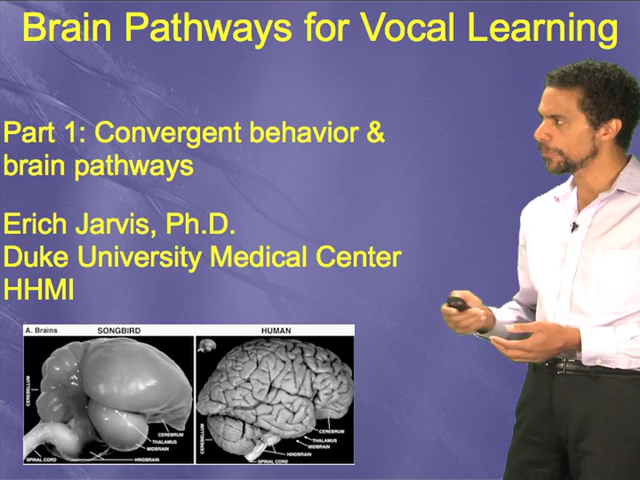 Brain Pathways for Vocal Learning
Part 1: Convergent behavior &
brain pathways
Erich Jarvis, Ph.D.
Duke University Medical Center
HHMI
A. Brains
SONGBIRD
HUMAN
CEREBELLUM
CEREBRUM
THALAMUS
MIDBRAIN
HINDBRAIN
SPINAL CORD
CEREBELLUM
CEREBRUM
THALAMUS
MIDBRAIN
HINDBRAIN
SPINAL CORD